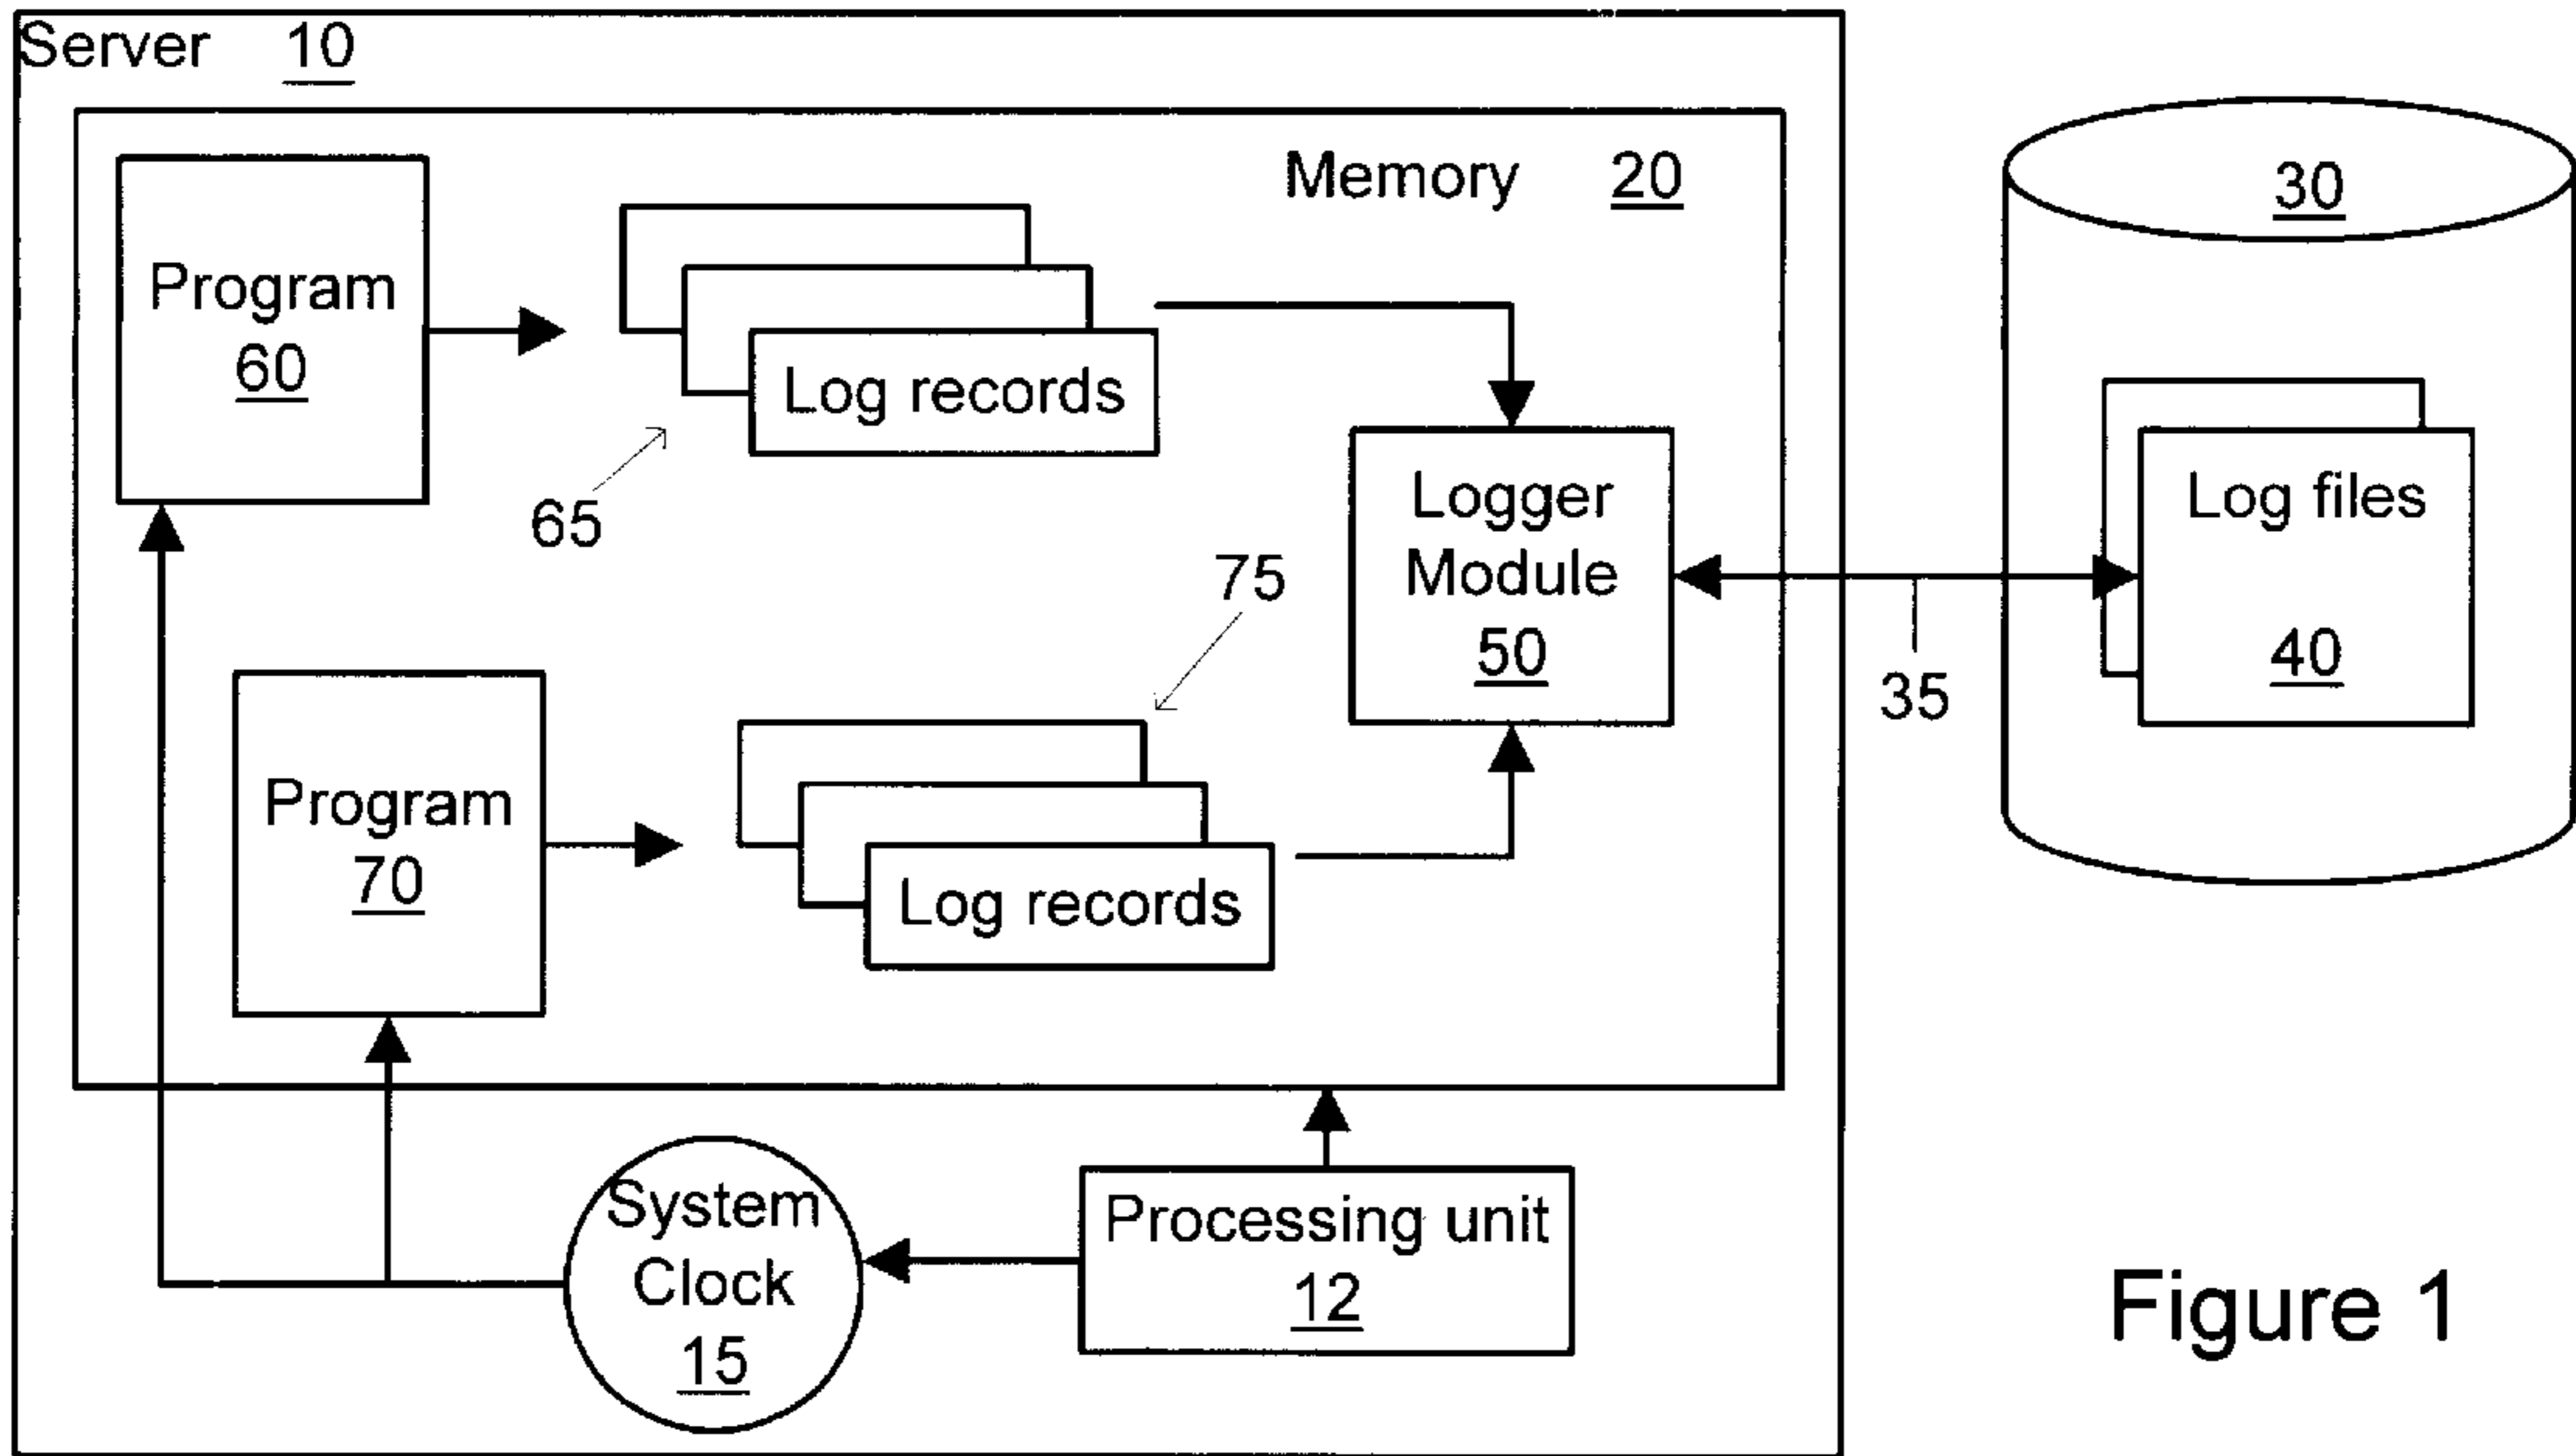 Server 10
Memory 20
30
Program
60
Log records
65
Logger
Module
50
Log files
40
35
75
Program
70
Log records
System
Clock
15
Processing unit
12
Figure 1